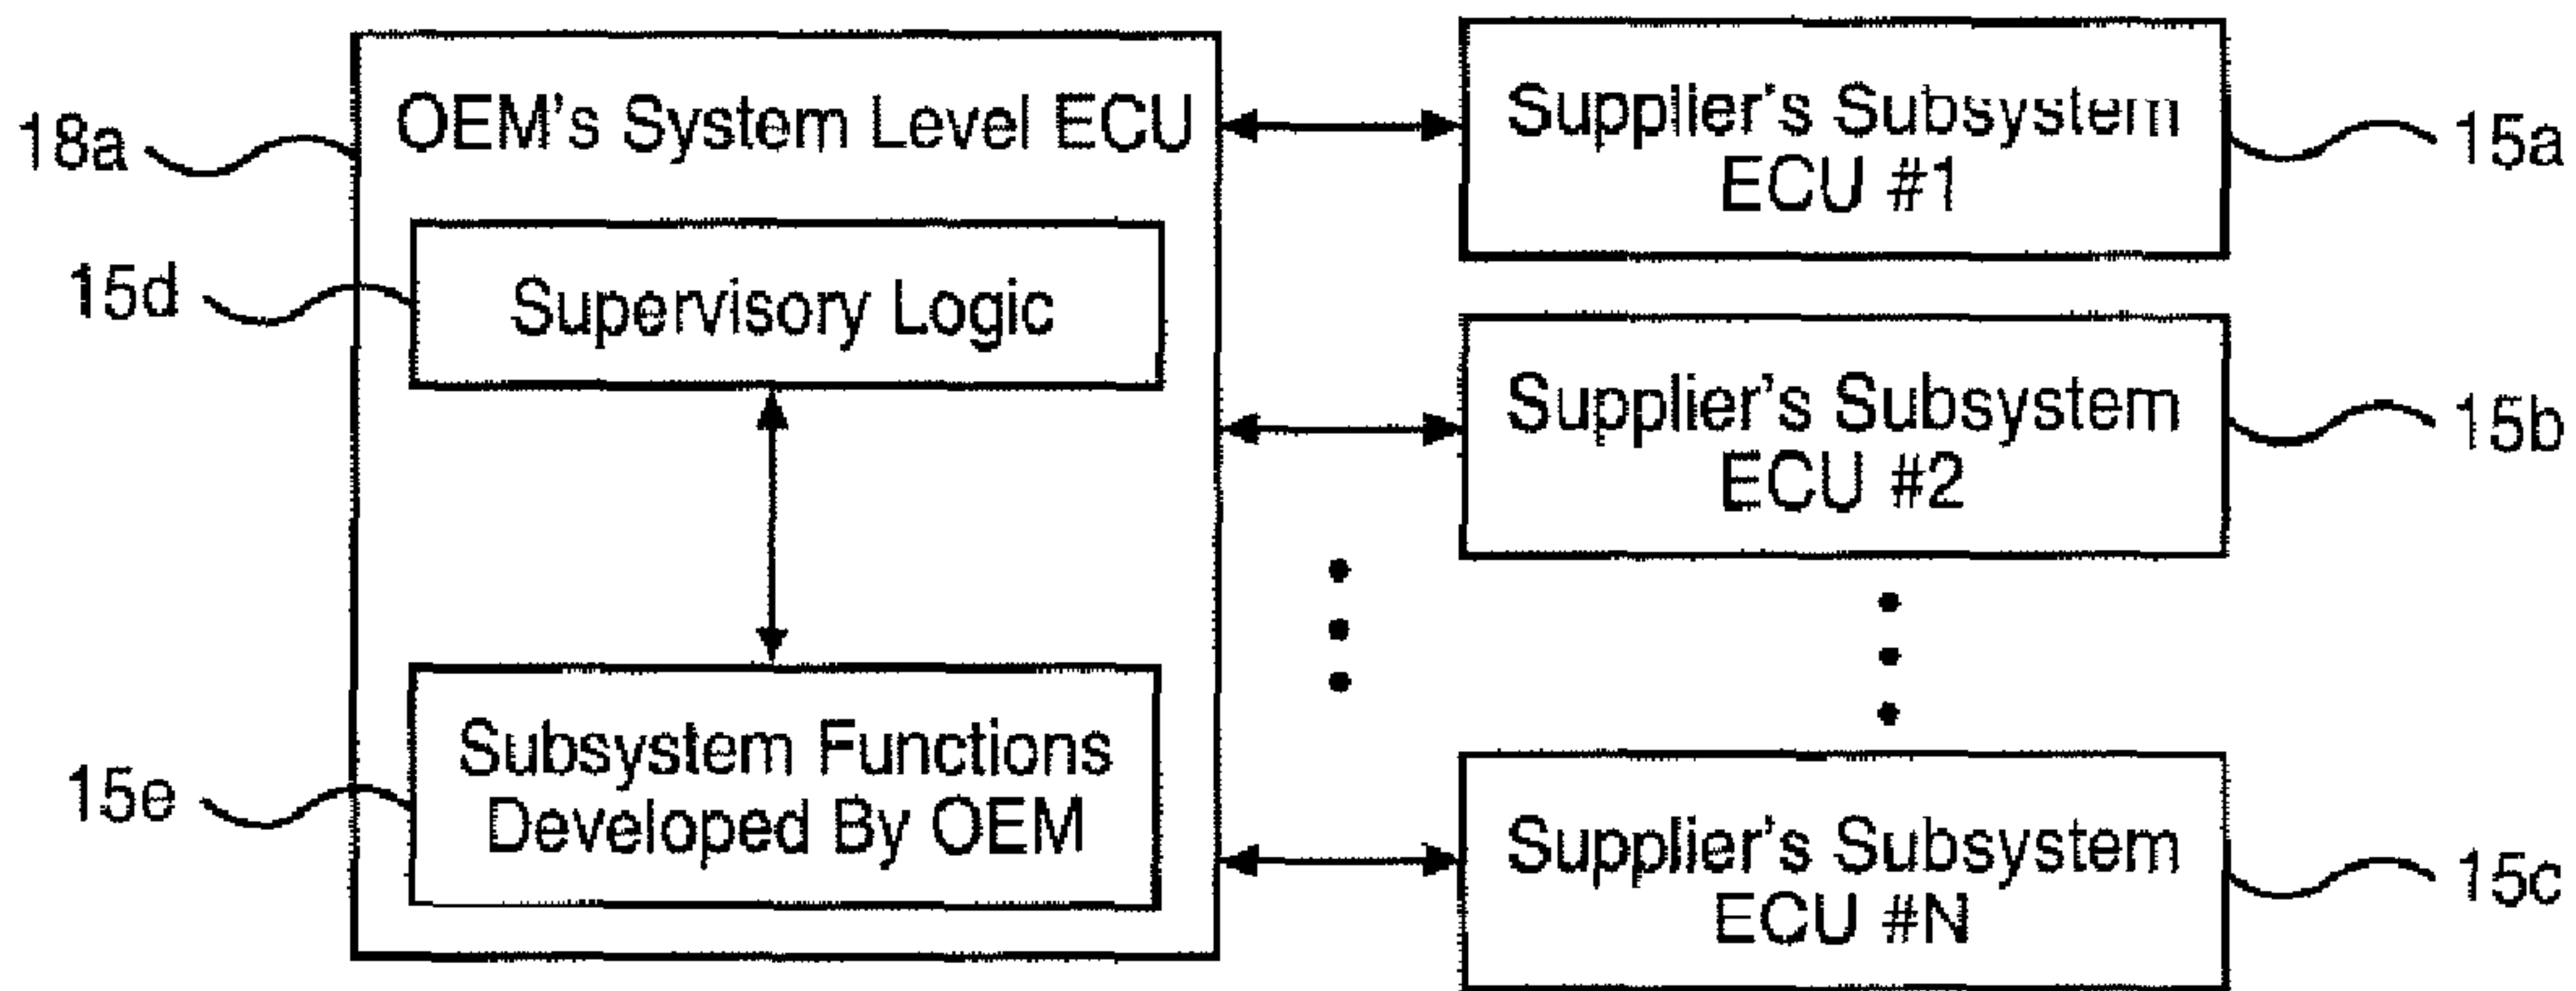 18a
OEM's System Level ECU
15d
Supervisory Logic
15e
Subsystem Functions
Developed By OEM
Supplier's Subsystem
ECU #1
15a
Supplier's Subsystem
ECU #2
15b
Supplier's Subsystem
ECU #N
15c